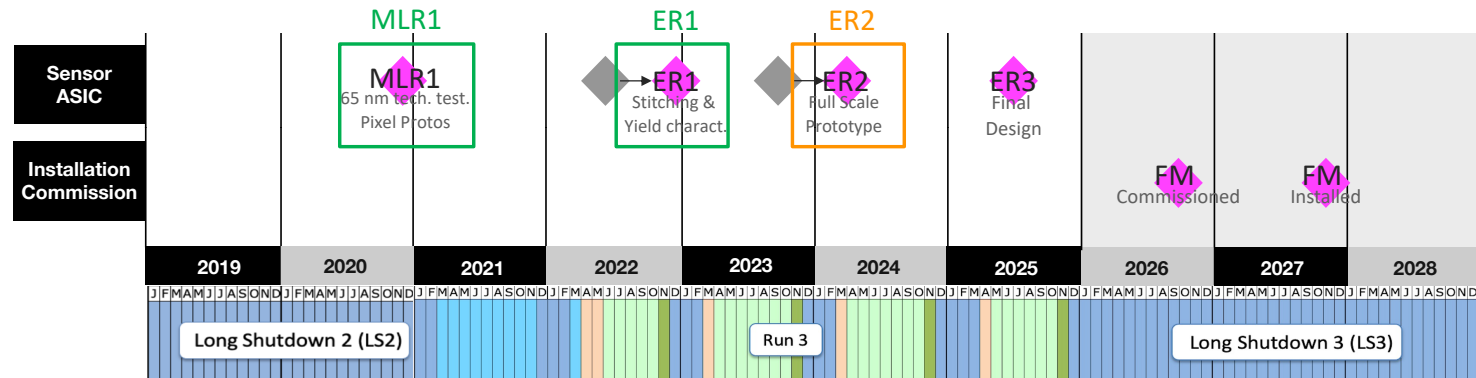 MLR1 ER1 ER2
Sensor
ASIC
MLR1
65 nm tech. test.
Pixel Protos
ER1
Stitching &
Yield charact.
ER2
Full Scale
Prototype
ER3
Final
Design
Installation
Commission
FM
Commissioned
FM
Installed
2019 2020 2021 2022 2023 2024 2025 2026 2027 2028
J F M A M J J A S O N D J F M A M J J A S O N D J F M A M J J A S O N D J F M A M J J A S O N D J F M A M J J A S O N D J F M A M J J A S O N D J F M A M J J A S O N D J F M A M J J A S O N D J F M A M J J A S O N D J F M A M J J A S O N D
Long Shutdown 2 (LS2) Run 3 Long Shutdown 3 (LS3)